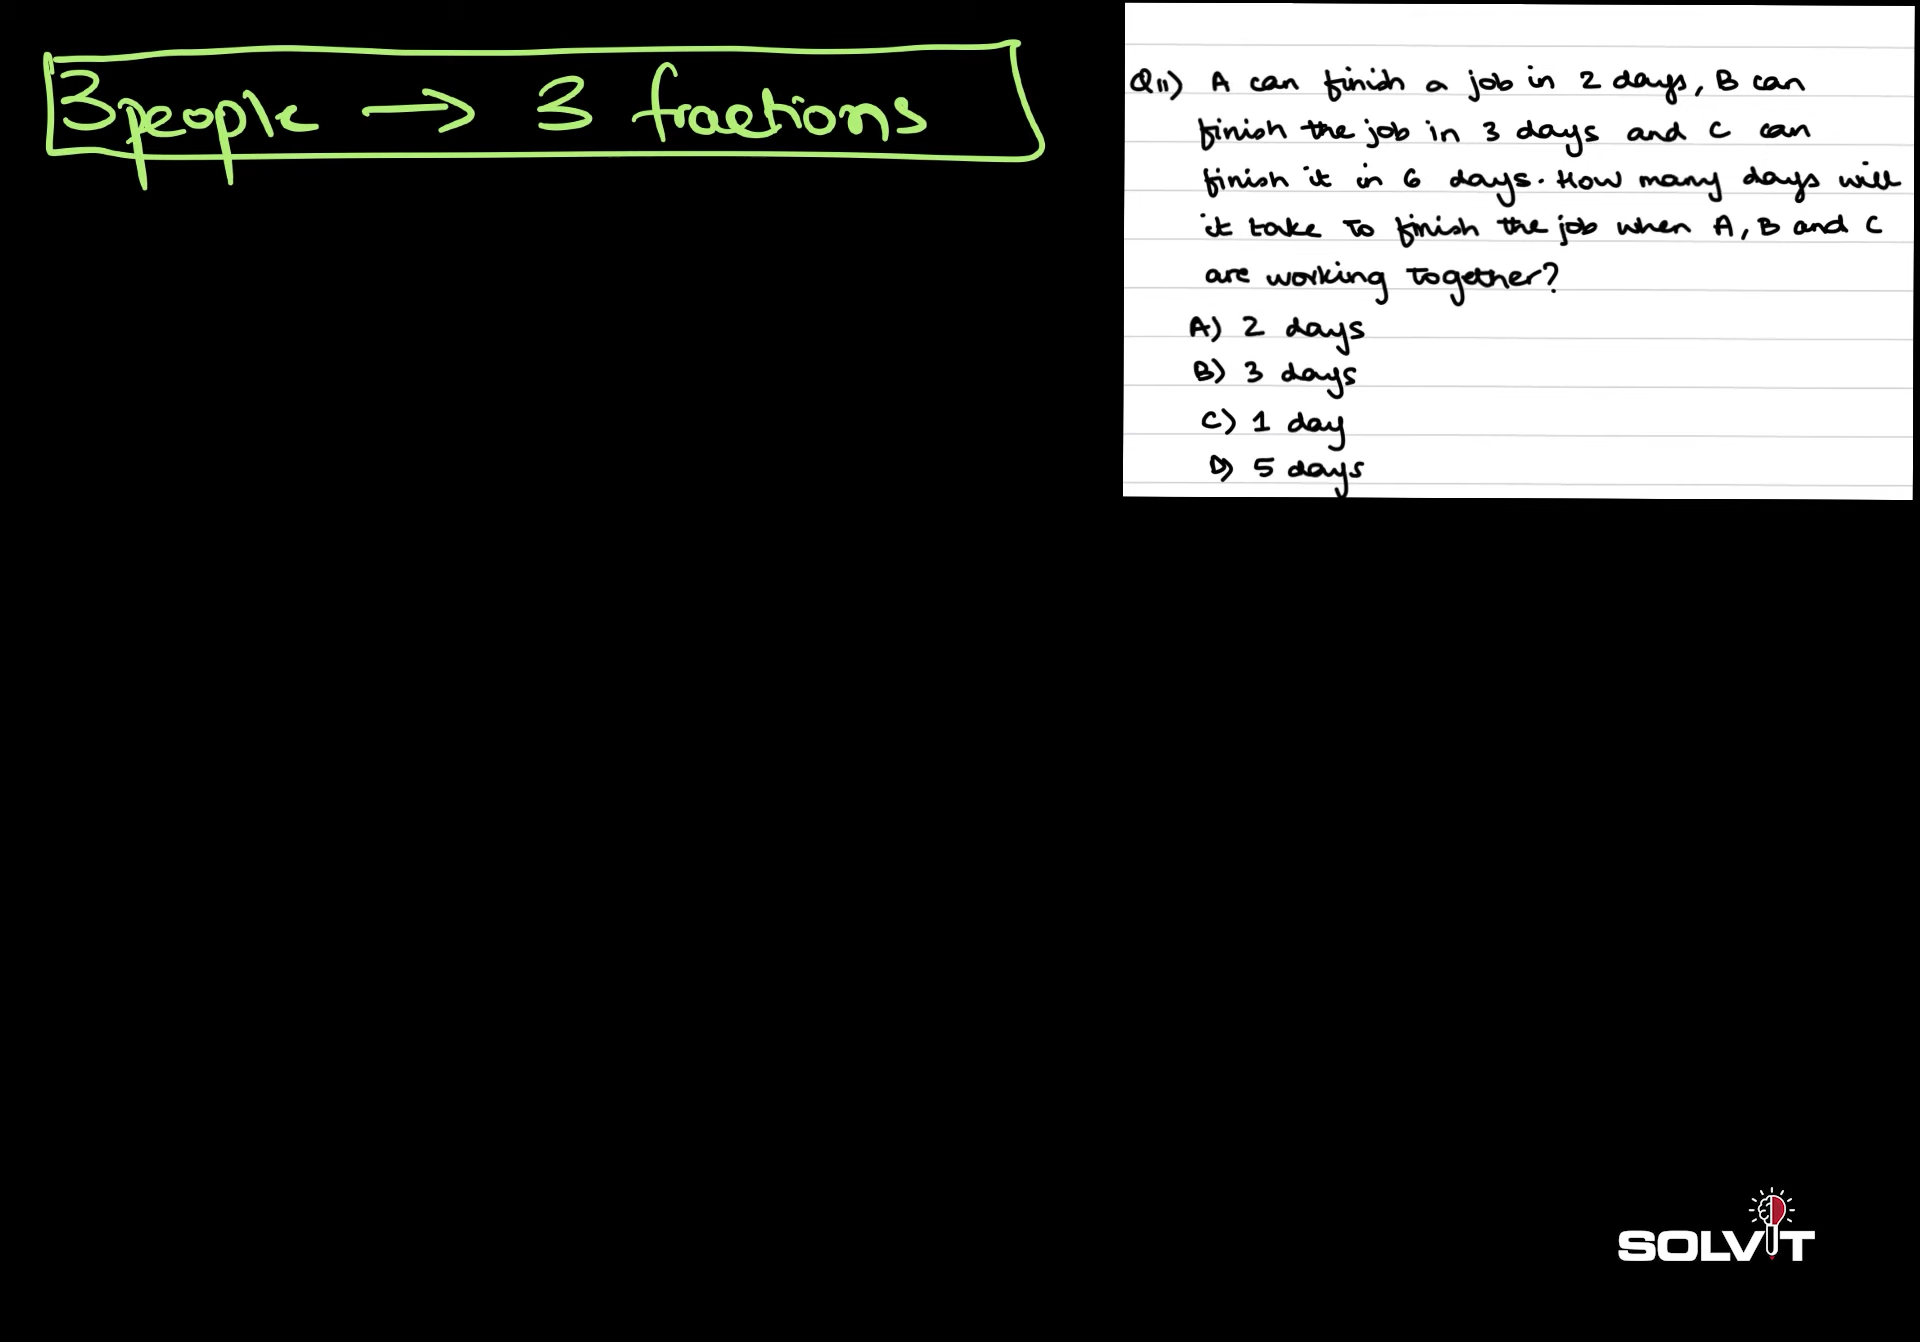 3 people → 3 fractions
Q11) A can finish a job in 2 days, B can
finish the job in 3 days and C can
finish it in 6 days. How many days will
it take to finish the job when A, B and C
are working together?
A) 2 days
B) 3 days
C) 1 day
D) 5 days
SOLVIT